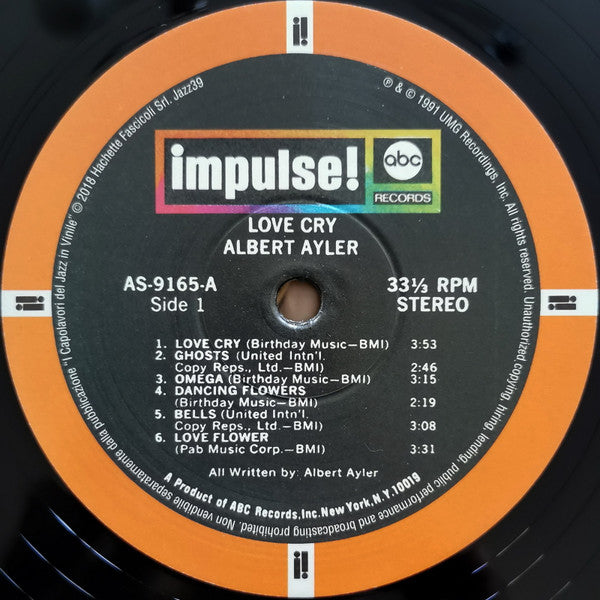 i!
impulse!
abc
RECORDS
LOVE CRY
ALBERT AYLER
AS-9165-A
Side 1
33⅓ RPM
STEREO
1. LOVE CRY (Birthday Music—BMI) 3:53
2. GHOSTS (United Intn'l.
Copy Reps., Ltd.—BMI) 2:46
3. OMEGA (Birthday Music—BMI) 3:15
4. DANCING FLOWERS
(Birthday Music—BMI) 2:19
5. BELLS (United Int'n'l.
Copy Reps., Ltd.—BMI) 3:08
6. LOVE FLOWER
(Pab Music Corp.—BMI) 3:31
All Written by: Albert Ayler
A Product of ABC Records, Inc. New York, N.Y. 10019
℗ & © 1991 UMG Recordings, Inc. All rights reserved. Unauthorized copying, hiring, lending, public performance and broadcasting prohibited. Non vendibile separatamente dalla pubblicazione "I Capolavori del Jazz in Vinile" © 2018 Hachette Fascicoli Srl. Jazz39
i!
i!
i!